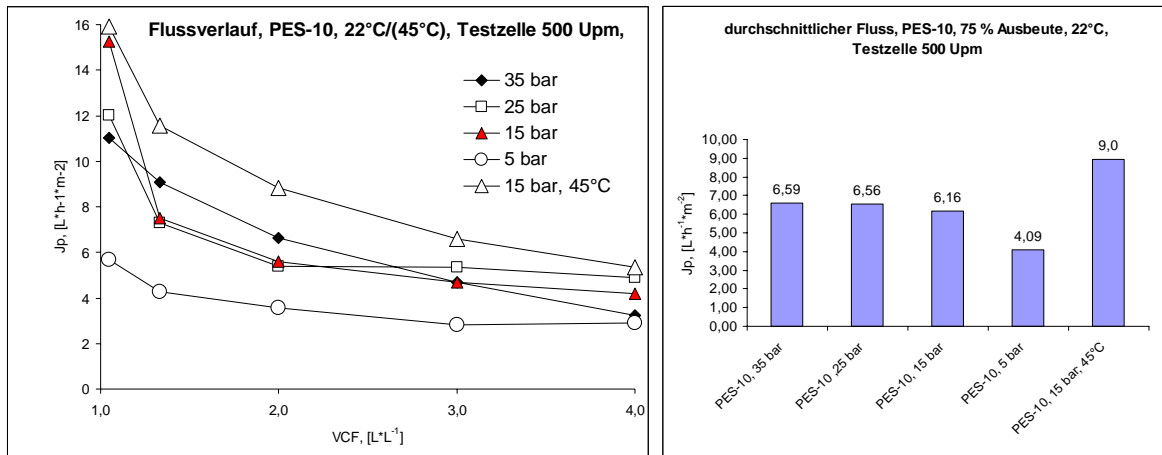 Flussverlauf, PES-10, 22°C/(45°C), Testzelle 500 Upm,
35 bar
25 bar
15 bar
5 bar
15 bar, 45°C
Jp, [L*h-1*m-2]
16
14
12
10
8
6
4
2
0
1,0
2,0
3,0
4,0
VCF, [L*L⁻¹]
durchschnittlicher Fluss, PES-10, 75 % Ausbeute, 22°C,
Testzelle 500 Upm
Jp, [L*h⁻¹*m⁻²]
10,00
9,00
8,00
7,00
6,00
5,00
4,00
3,00
2,00
1,00
0,00
6,59
6,56
6,16
4,09
9,0
PES-10, 35 bar
PES-10 ,25 bar
PES-10, 15 bar
PES-10, 5 bar
PES-10, 15 bar, 45°C